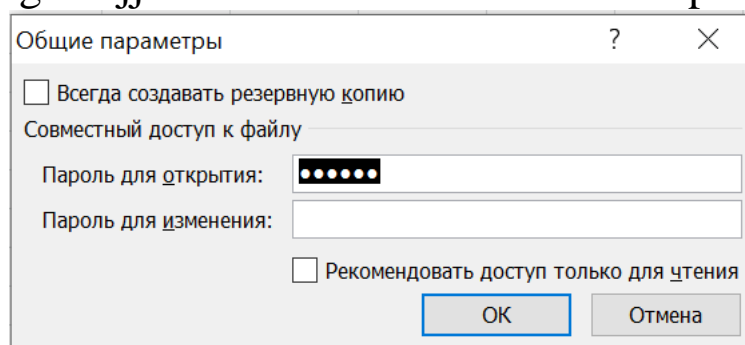 Общие параметры ? ×
Всегда создавать резервную копию
Совместный доступ к файлу
Пароль для открытия: ●●●●●●
Пароль для изменения:
Рекомендовать доступ только для чтения
ОК Отмена